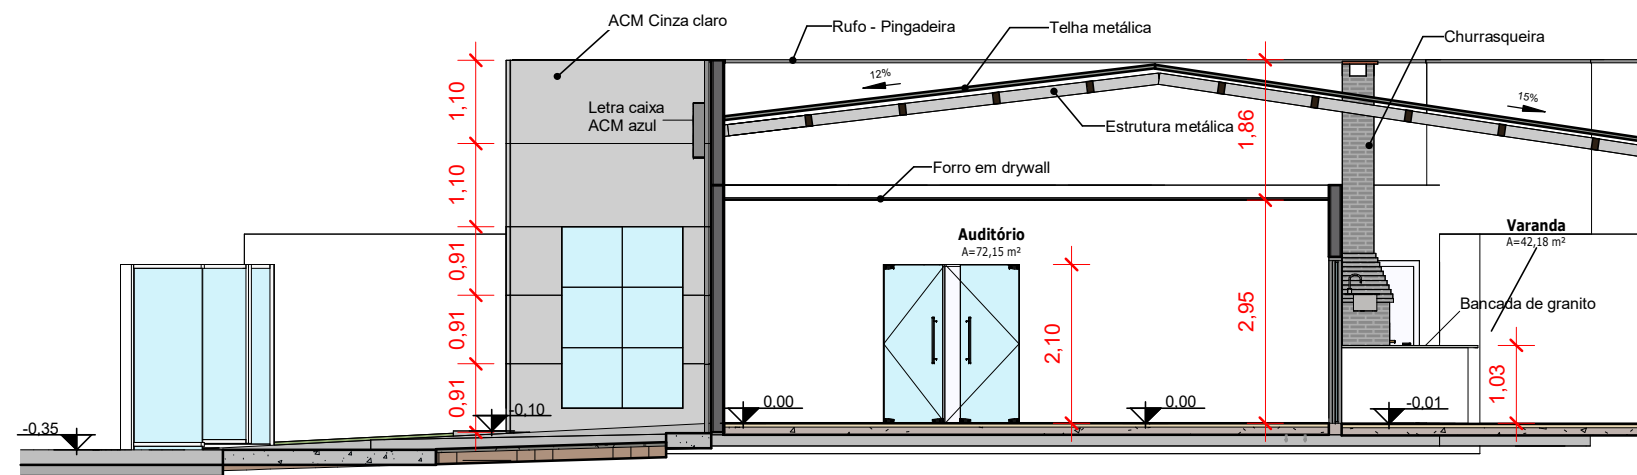 ACM Cinza claro
Rufo - Pingadeira
Telha metálica
Churrasqueira
12%
15%
1,10
Letra caixa
ACM azul
Estrutura metálica
1,86
1,10
Forro em drywall
Auditório
A=72,15 m²
Varanda
A=42,18 m²
0,91
0,91
0,91
2,10
2,95
Bancada de granito
1,03
-0,35
-0,10
0,00
0,00
-0,01